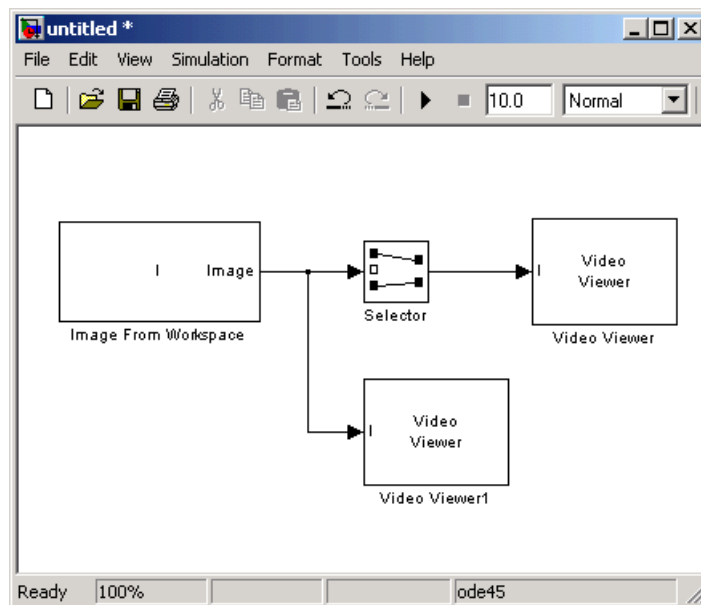 untitled *
File Edit View Simulation Format Tools Help
10.0 Normal
I Image
Image From Workspace
Selector
I Video
Viewer
Video Viewer
I Video
Viewer
Video Viewer1
Ready 100% ode45